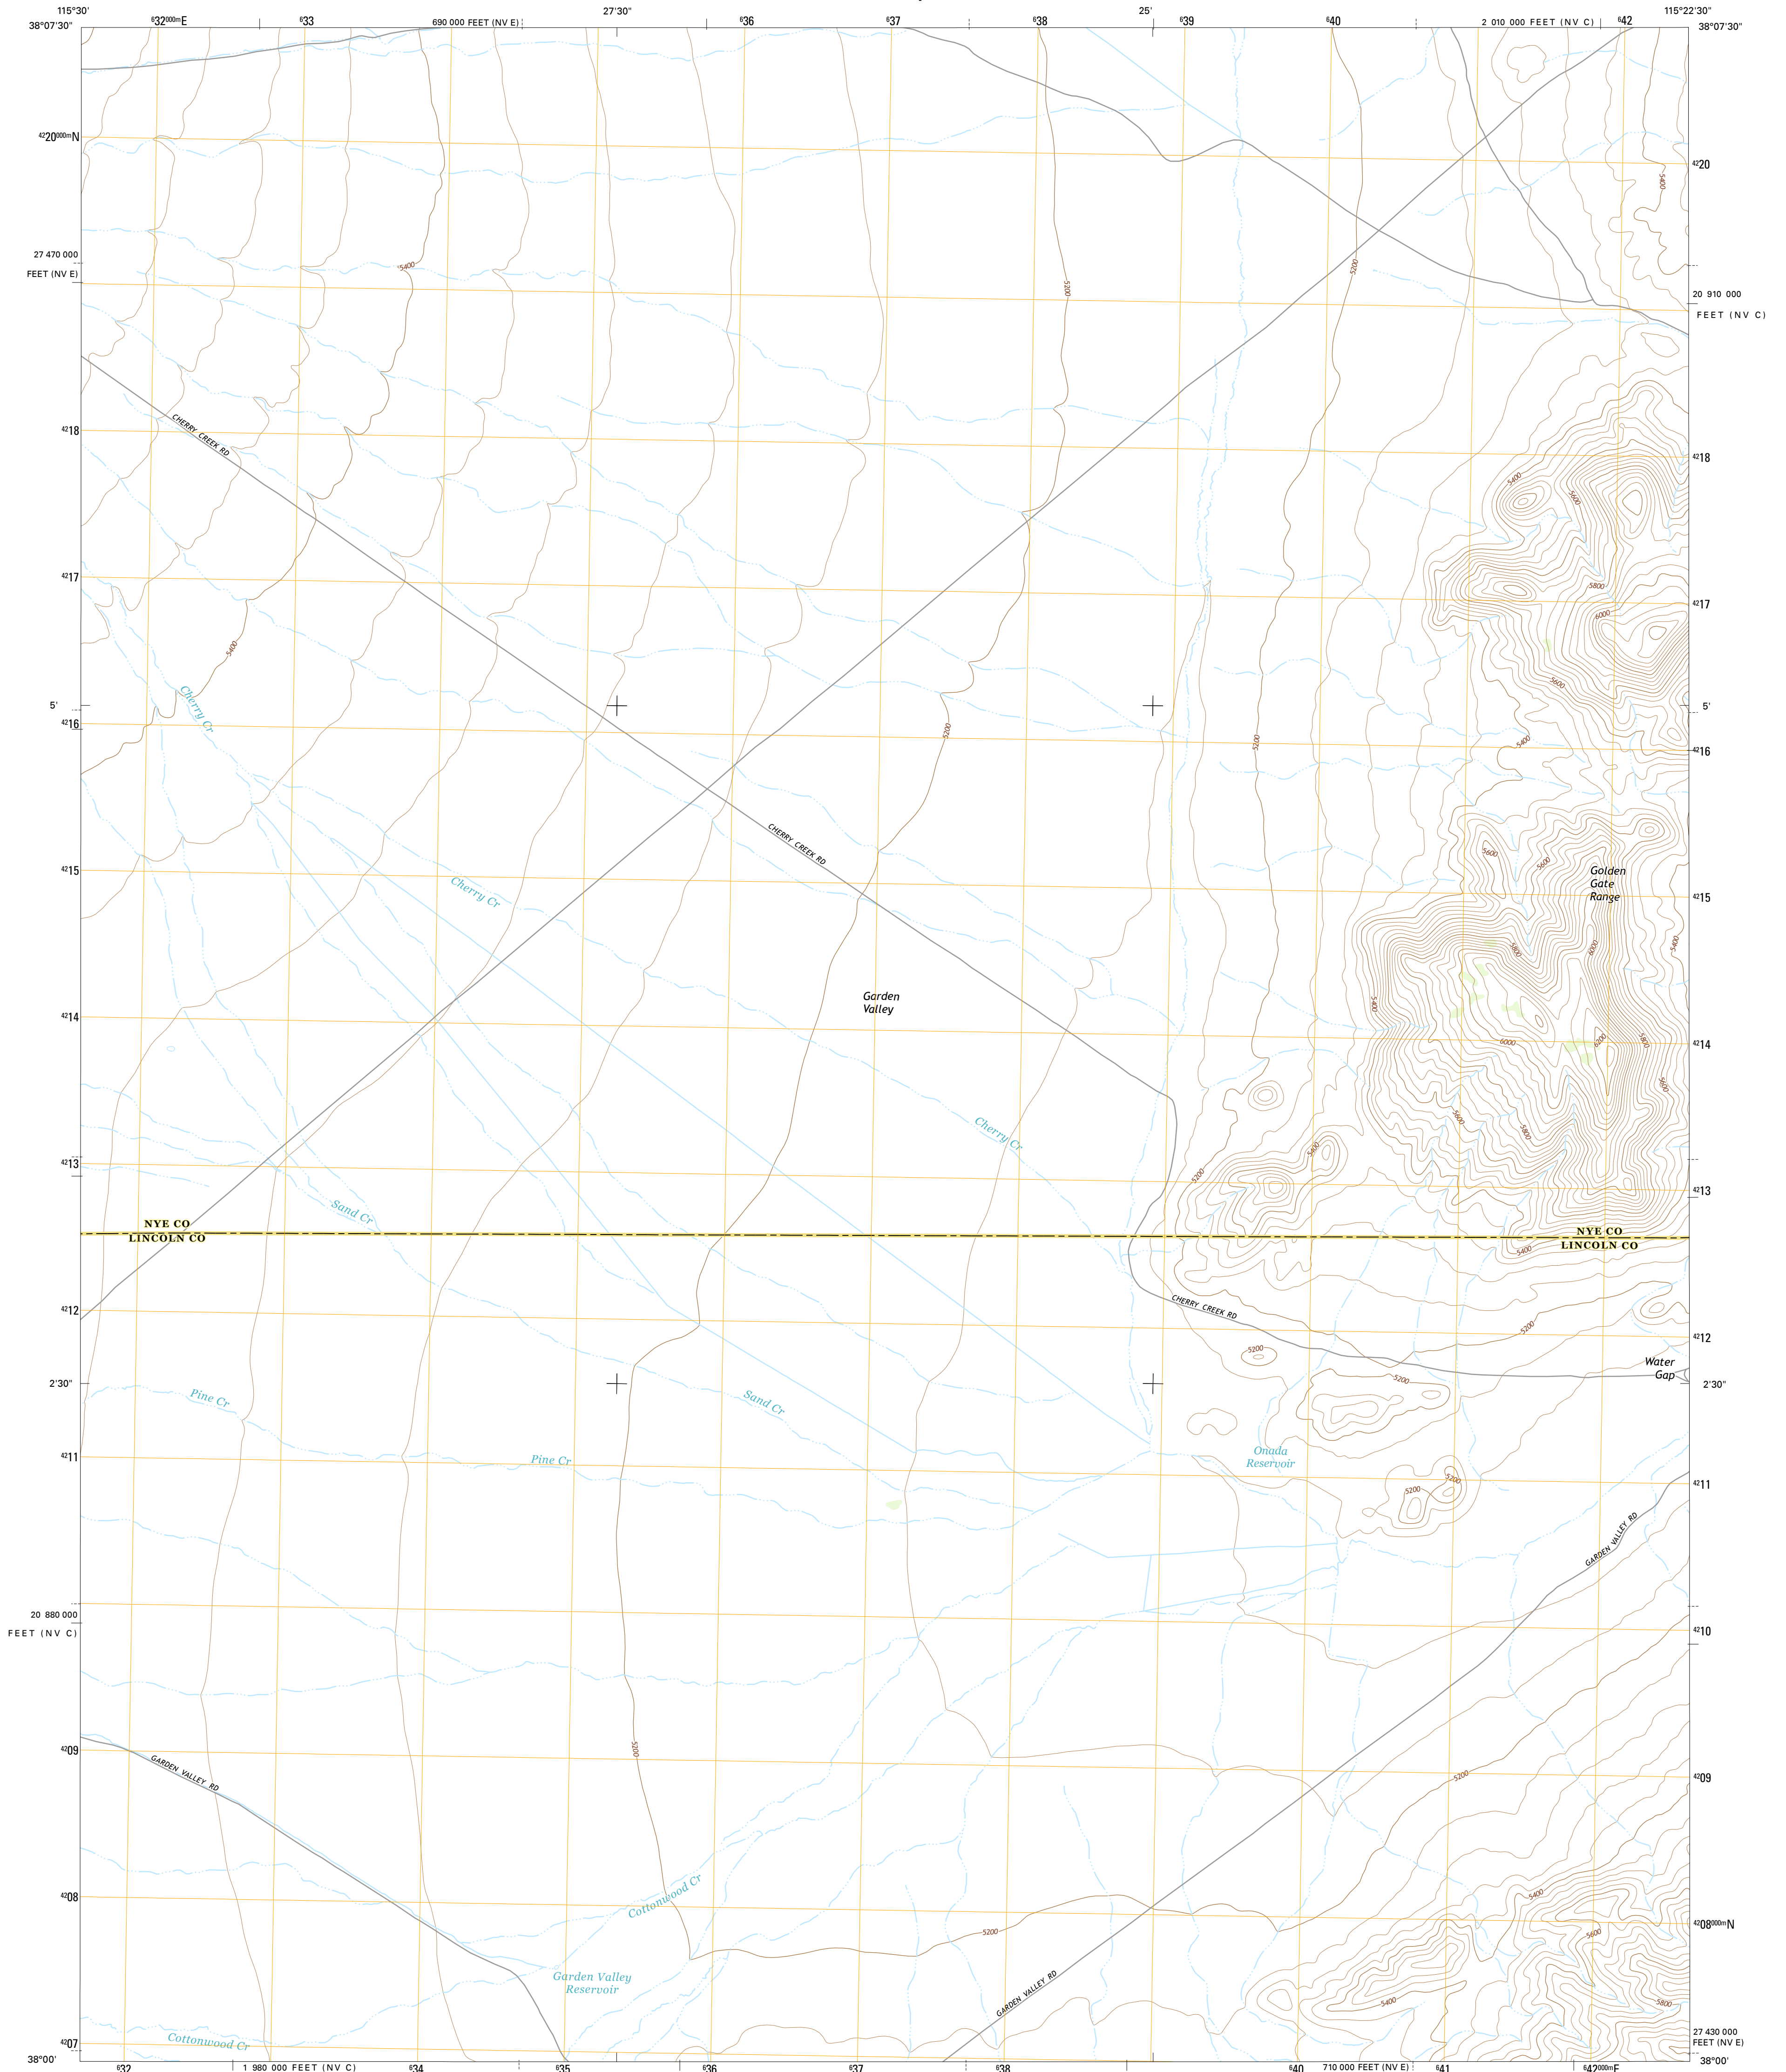 115°30'
⁶32⁰⁰⁰ᵐE
⁶33
690 000 FEET (NV E)
27'30"
⁶36
⁶37
⁶38
25'
⁶39
⁶40
2 010 000 FEET (NV C)
⁶42
115°22'30"
38°07'30"
38°07'30"
⁴²20⁰⁰⁰ᵐN
⁴²20
5400
27 470 000
FEET (NV E)
5400
5200
5200
20 910 000
FEET (NV C)
CHERRY CREEK RD
⁴²18
⁴²18
5400
5600
⁴²17
5800
⁴²17
6000
5400
5600
Cherry Cr
5'
5'
⁴²16
5200
5200
5400
⁴²16
CHERRY CREEK RD
5600
5600
⁴²15
Golden
Gate
Range
Cherry Cr
⁴²15
5800
6000
5400
Garden
Valley
5400
⁴²14
6000
6200
5800
⁴²14
5600
Cherry Cr
5600
5800
5400
⁴²13
5200
⁴²13
Sand Cr
NYE CO
LINCOLN CO
NYE CO
LINCOLN CO
5400
⁴²12
CHERRY CREEK RD
5200
⁴²12
5200
Water
Gap
2'30"
2'30"
Pine Cr
Sand Cr
5200
⁴²11
Pine Cr
Onada
Reservoir
5200
5200
⁴²11
GARDEN VALLEY RD
20 880 000
FEET (NV C)
⁴²10
⁴²09
5200
GARDEN VALLEY RD
5200
⁴²09
⁴²08
Cottonwood Cr
5400
5200
5600
⁴²08⁰⁰⁰ᵐN
Garden Valley
Reservoir
GARDEN VALLEY RD
5400
5800
⁴²07
Cottonwood Cr
27 430 000
FEET (NV E)
38°00'
38°00'
⁶32
1 980 000 FEET (NV C)
⁶34
⁶35
⁶36
⁶37
⁶38
⁶40
710 000 FEET (NV E)
⁶41
⁶42⁰⁰⁰ᵐE